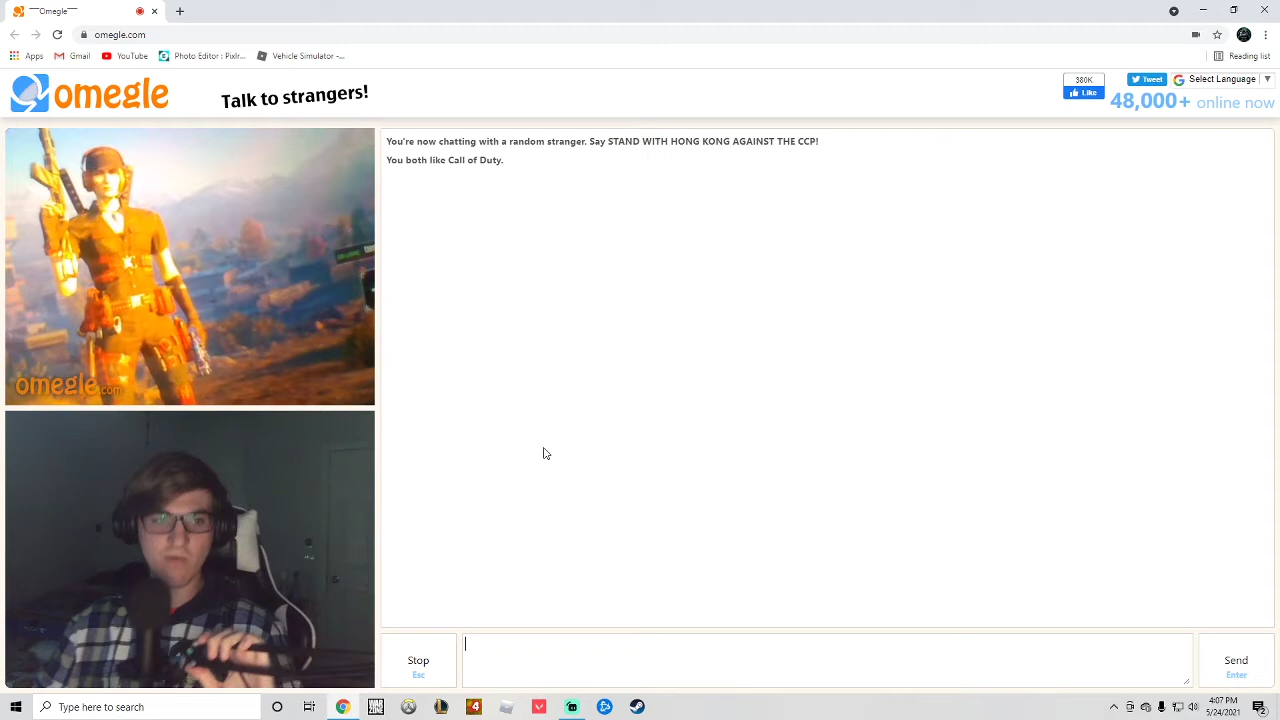 "Omegle:
omegle.com
Apps
Gmail
YouTube
Photo Editor : Pixlr...
Vehicle Simulator -...
Reading list
omegle
Talk to strangers!
380K
Like
Tweet
Select Language
48,000+ online now
You're now chatting with a random stranger. Say STAND WITH HONG KONG AGAINST THE CCP!
You both like Call of Duty.
omegle.com
Stop
Esc
Send
Enter
Type here to search
4:07 PM
5/24/2021